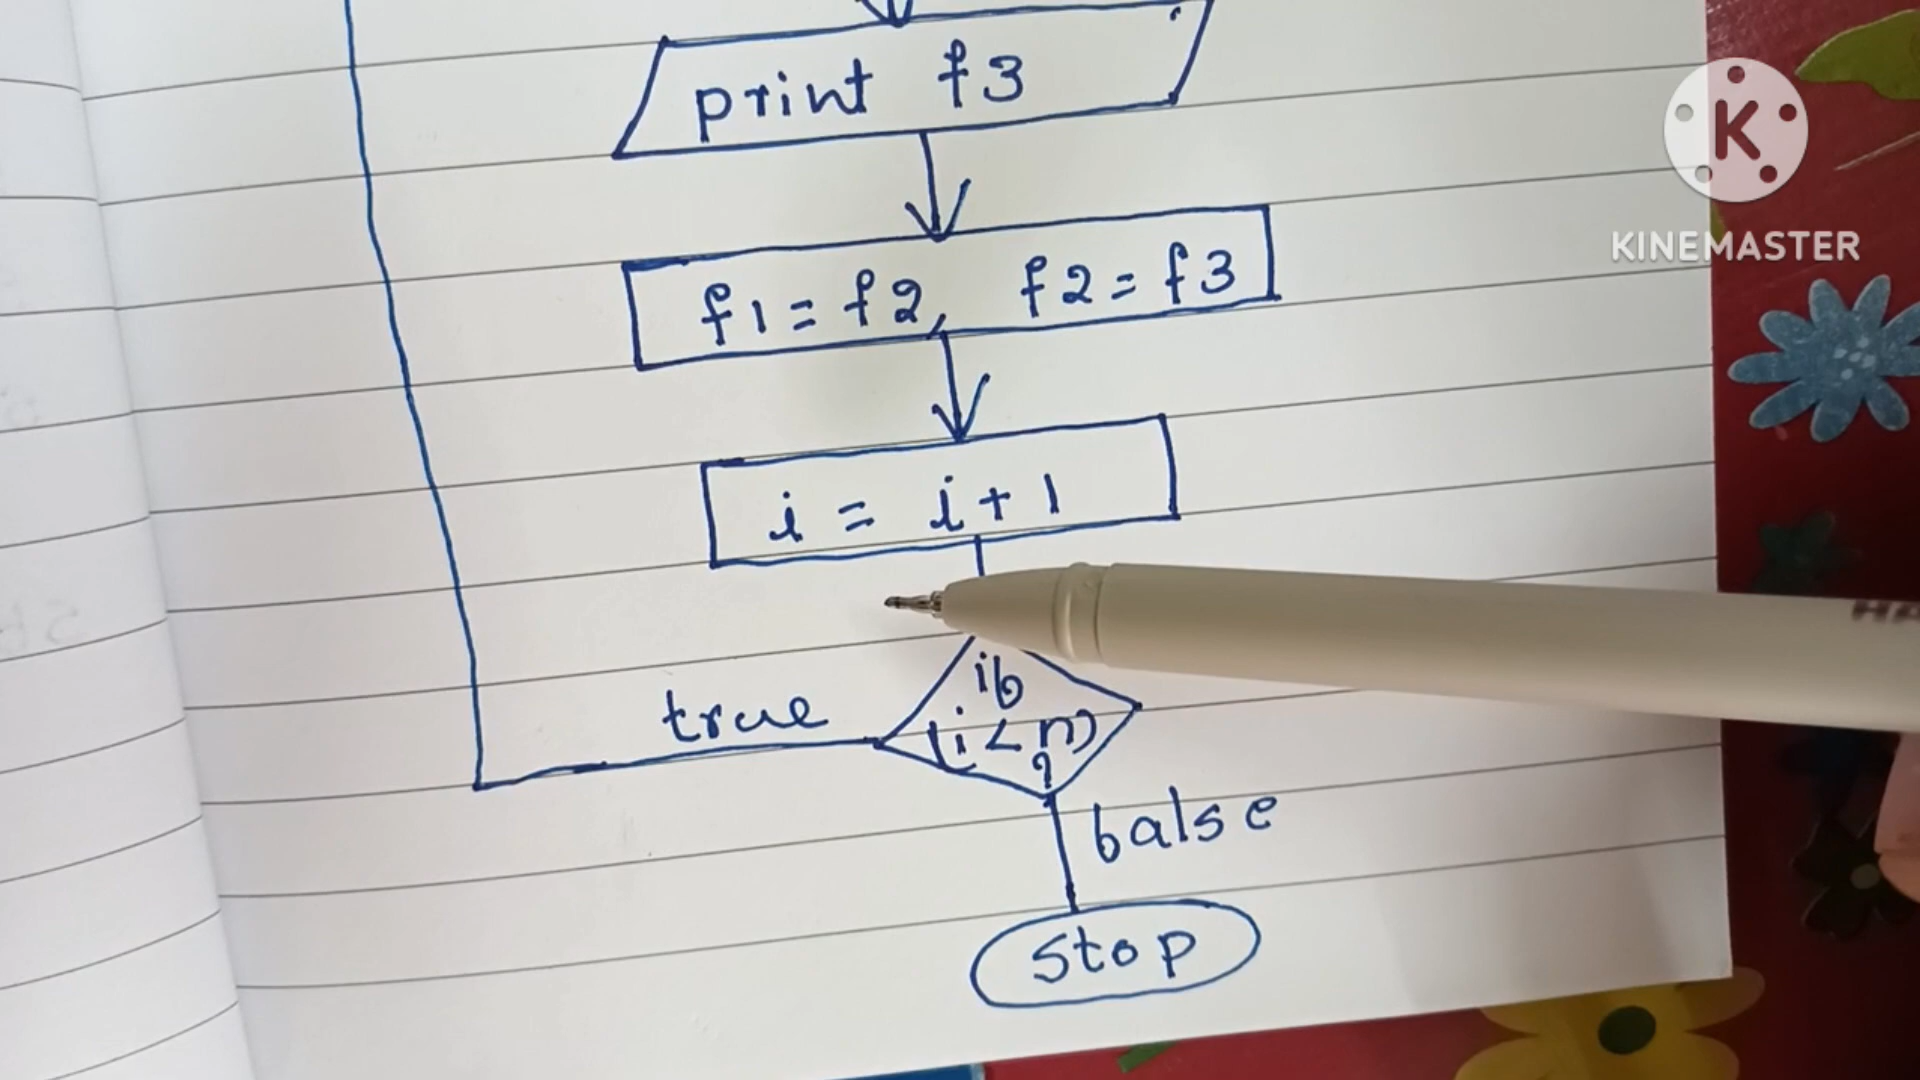 print f3
K
KINEMASTER
f1 = f2, f2 = f3
i = i + 1
if
(i < n)
?
true
false
Stop